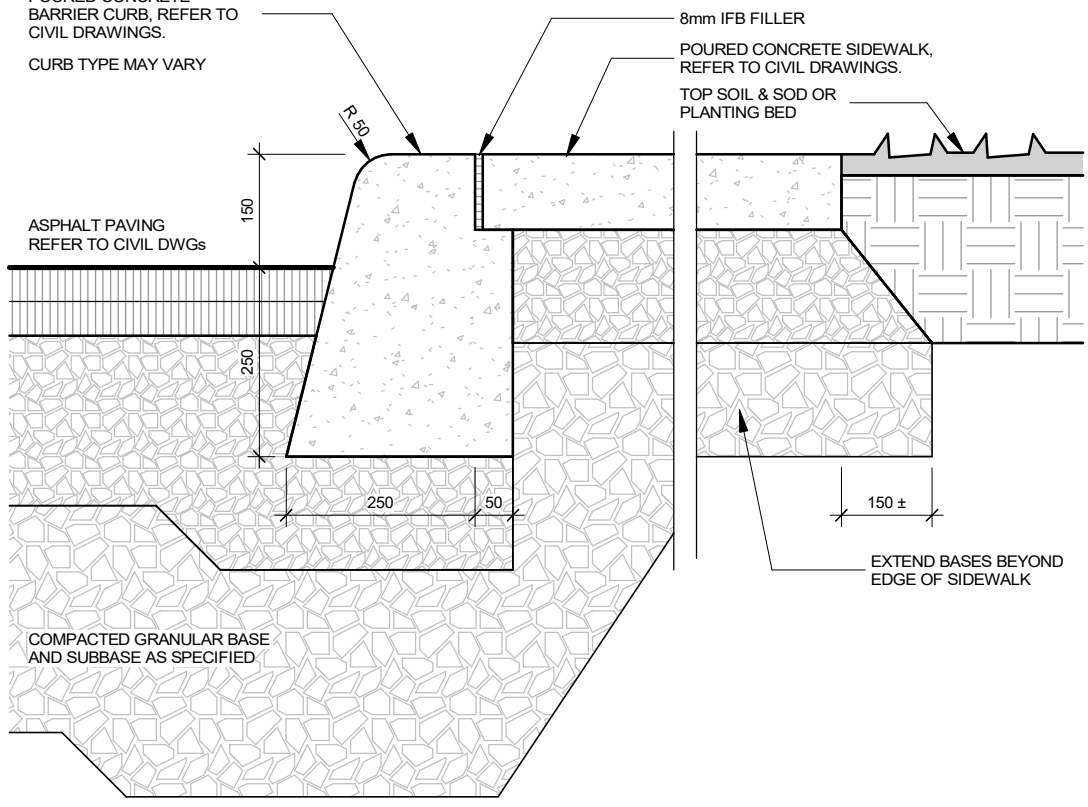 BARRIER CURB, REFER TO
CIVIL DRAWINGS.
CURB TYPE MAY VARY
8mm IFB FILLER
POURED CONCRETE SIDEWALK,
REFER TO CIVIL DRAWINGS.
TOP SOIL & SOD OR
PLANTING BED
R 50
150
ASPHALT PAVING
REFER TO CIVIL DWGs
250
250
50
150 ±
EXTEND BASES BEYOND
EDGE OF SIDEWALK
COMPACTED GRANULAR BASE
AND SUBBASE AS SPECIFIED